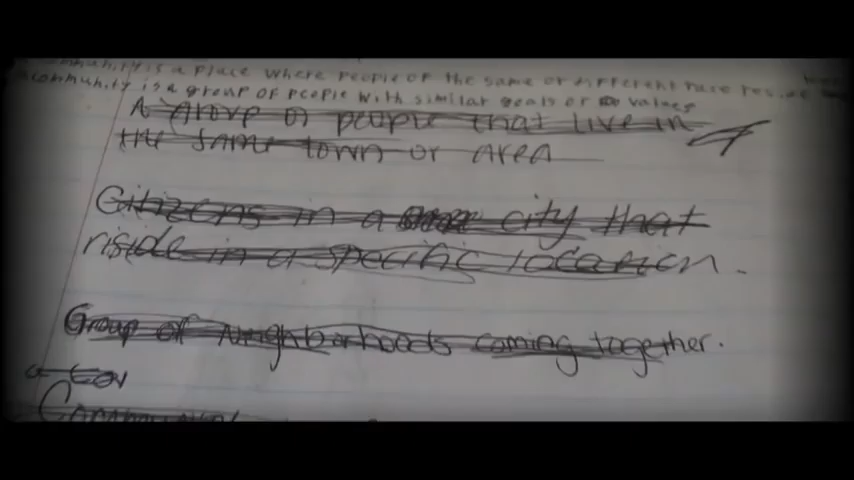 community is a place where people of the same or different race reside
a community is a group of people with similar goals or values
A Group of people that live in
the same town or area
Citizens in a city that
riside in a specific location.
Group of Neighborhoods coming together.